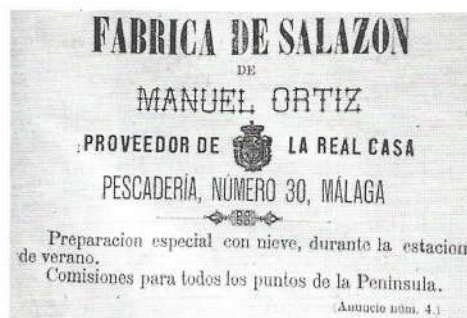 FABRICA DE SALAZON
DE
MANUEL ORTIZ
PROVEEDOR DE LA REAL CASA
PESCADERÍA, NÚMERO 30, MÁLAGA
Preparacion especial con nieve, durante la estacion
de verano.
Comisiones para todos los puntos de la Peninsula.
(Anuncio núm. 4.)